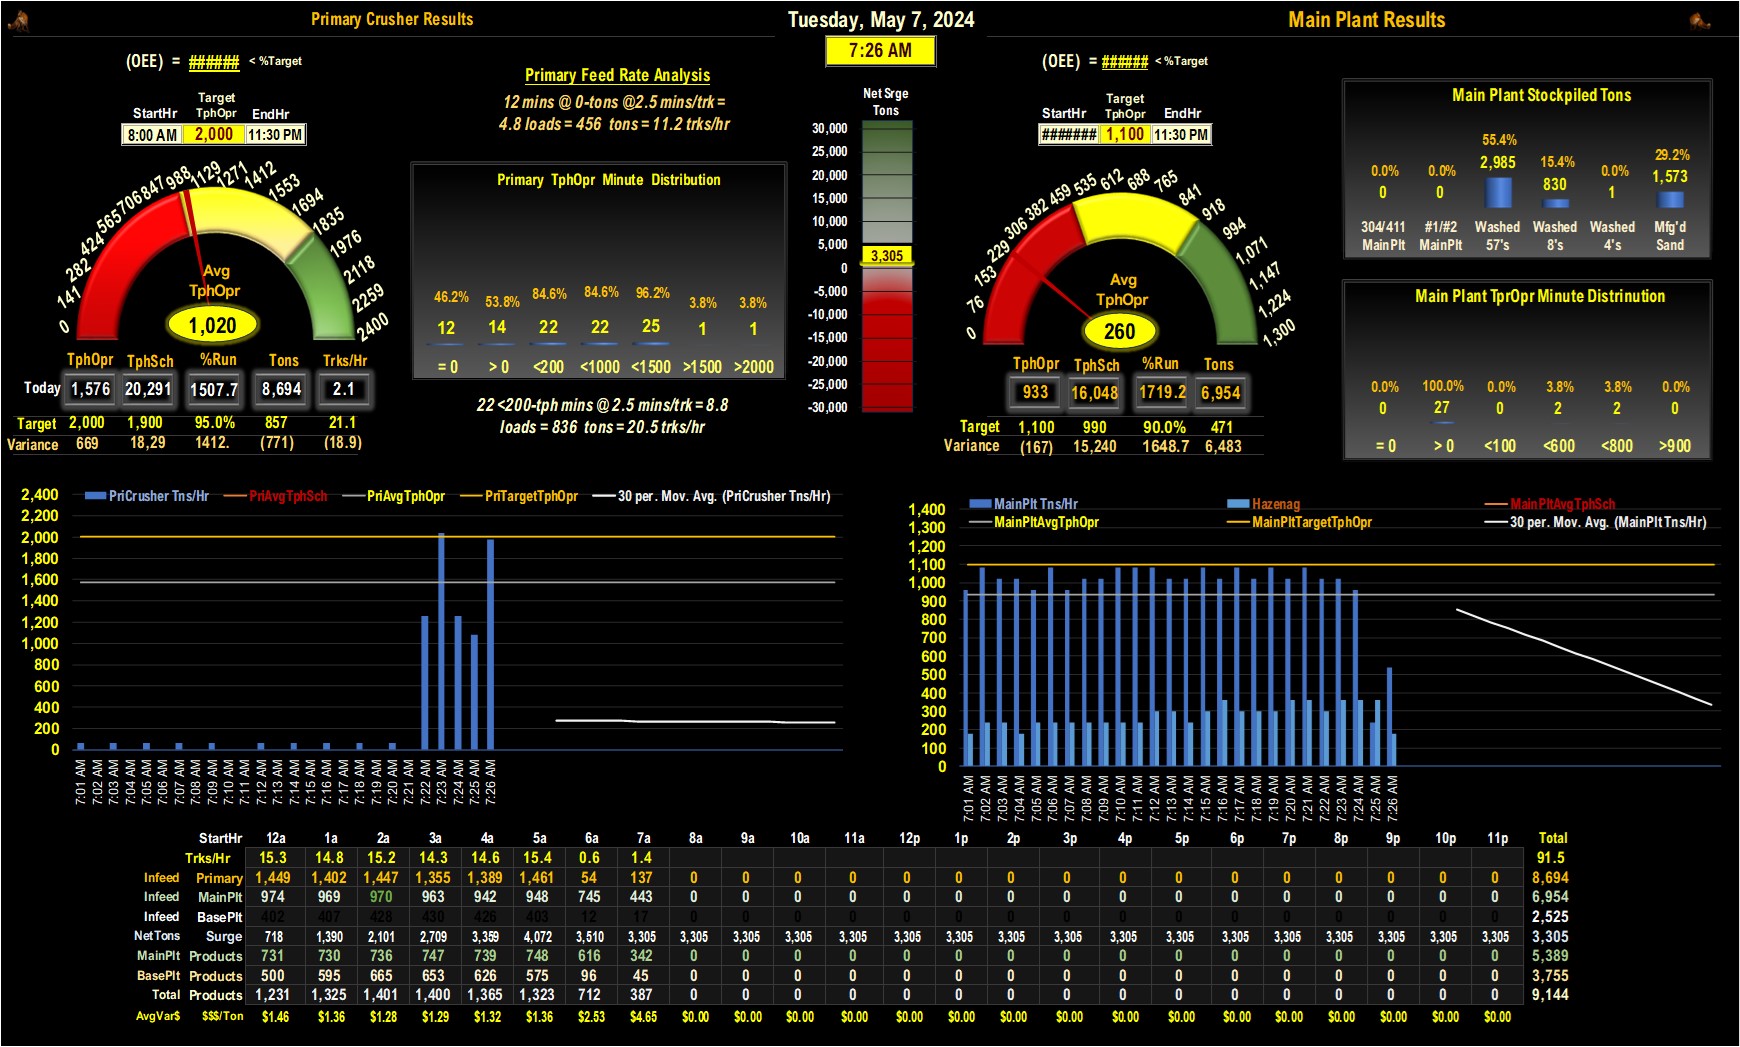 Primary Crusher Results
Tuesday, May 7, 2024
Main Plant Results
7:26 AM
(OEE) = ###### < %Target
Target
StartHr TphOpr EndHr
8:00 AM 2,000 11:30 PM
0 141 282 424 565 706 847 988 1129 1271 1412 1553 1694 1835 1976 2118 2259 2400
Avg
TphOpr
1,020
TphOpr TphSch %Run Tons Trks/Hr
Today 1,576 20,291 1507.7 8,694 2.1
Target 2,000 1,900 95.0% 857 21.1
Variance 669 18,29 1412. (771) (18.9)
Primary Feed Rate Analysis
12 mins @ 0-tons @2.5 mins/trk =
4.8 loads = 456 tons = 11.2 trks/hr
Primary TphOpr Minute Distribution
46.2% 53.8% 84.6% 84.6% 96.2% 3.8% 3.8%
12 14 22 22 25 1 1
= 0 > 0 <200 <1000 <1500 >1500 >2000
22 <200-tph mins @ 2.5 mins/trk = 8.8
loads = 836 tons = 20.5 trks/hr
Net Srge
Tons
30,000
25,000
20,000
15,000
10,000
5,000
3,305
0
-5,000
-10,000
-15,000
-20,000
-25,000
-30,000
(OEE) = ###### < %Target
Target
StartHr TphOpr EndHr
####### 1,100 11:30 PM
0 76 153 229 306 382 459 535 612 688 765 841 918 994 1,071 1,147 1,224 1,300
Avg
TphOpr
260
TphOpr TphSch %Run Tons
933 16,048 1719.2 6,954
Target 1,100 990 90.0% 471
Variance (167) 15,240 1648.7 6,483
Main Plant Stockpiled Tons
0.0% 0.0% 55.4% 15.4% 0.0% 29.2%
0 0 2,985 830 1 1,573
304/411 #1/#2 Washed Washed Washed Mfg'd
MainPlt MainPlt 57's 8's 4's Sand
Main Plant TprOpr Minute Distrinution
0.0% 100.0% 0.0% 3.8% 3.8% 0.0%
0 27 0 2 2 0
= 0 > 0 <100 <600 <800 >900
PriCrusher Tns/Hr PriAvgTphSch PriAvgTphOpr PriTargetTphOpr 30 per. Mov. Avg. (PriCrusher Tns/Hr)
2,400
2,200
2,000
1,800
1,600
1,400
1,200
1,000
800
600
400
200
0
7:01 AM 7:02 AM 7:03 AM 7:04 AM 7:05 AM 7:06 AM 7:07 AM 7:08 AM 7:09 AM 7:10 AM 7:11 AM 7:12 AM 7:13 AM 7:14 AM 7:15 AM 7:16 AM 7:17 AM 7:18 AM 7:19 AM 7:20 AM 7:21 AM 7:22 AM 7:23 AM 7:24 AM 7:25 AM 7:26 AM
MainPlt Tns/Hr Hazenag MainPltAvgTphSch
MainPltAvgTphOpr MainPltTargetTphOpr 30 per. Mov. Avg. (MainPlt Tns/Hr)
1,400
1,300
1,200
1,100
1,000
900
800
700
600
500
400
300
200
100
0
7:01 AM 7:02 AM 7:03 AM 7:04 AM 7:05 AM 7:06 AM 7:07 AM 7:08 AM 7:09 AM 7:10 AM 7:11 AM 7:12 AM 7:13 AM 7:14 AM 7:15 AM 7:16 AM 7:17 AM 7:18 AM 7:19 AM 7:20 AM 7:21 AM 7:22 AM 7:23 AM 7:24 AM 7:25 AM 7:26 AM
StartHr 12a 1a 2a 3a 4a 5a 6a 7a 8a 9a 10a 11a 12p 1p 2p 3p 4p 5p 6p 7p 8p 9p 10p 11p Total
Trks/Hr 15.3 14.8 15.2 14.3 14.6 15.4 0.6 1.4 91.5
Infeed Primary 1,449 1,402 1,447 1,355 1,389 1,461 54 137 0 0 0 0 0 0 0 0 0 0 0 0 0 0 0 0 8,694
Infeed MainPlt 974 969 970 963 942 948 745 443 0 0 0 0 0 0 0 0 0 0 0 0 0 0 0 0 6,954
Infeed BasePlt 402 407 428 430 426 403 12 17 0 0 0 0 0 0 0 0 0 0 0 0 0 0 0 0 2,525
NetTons Surge 718 1,390 2,101 2,709 3,359 4,072 3,510 3,305 3,305 3,305 3,305 3,305 3,305 3,305 3,305 3,305 3,305 3,305 3,305 3,305 3,305 3,305 3,305 3,305 3,305
MainPlt Products 731 730 736 747 739 748 616 342 0 0 0 0 0 0 0 0 0 0 0 0 0 0 0 0 5,389
BasePlt Products 500 595 665 653 626 575 96 45 0 0 0 0 0 0 0 0 0 0 0 0 0 0 0 0 3,755
Total Products 1,231 1,325 1,401 1,400 1,365 1,323 712 387 0 0 0 0 0 0 0 0 0 0 0 0 0 0 0 0 9,144
AvgVar$ $$$/Ton $1.46 $1.36 $1.28 $1.29 $1.32 $1.36 $2.53 $4.65 $0.00 $0.00 $0.00 $0.00 $0.00 $0.00 $0.00 $0.00 $0.00 $0.00 $0.00 $0.00 $0.00 $0.00 $0.00 $0.00